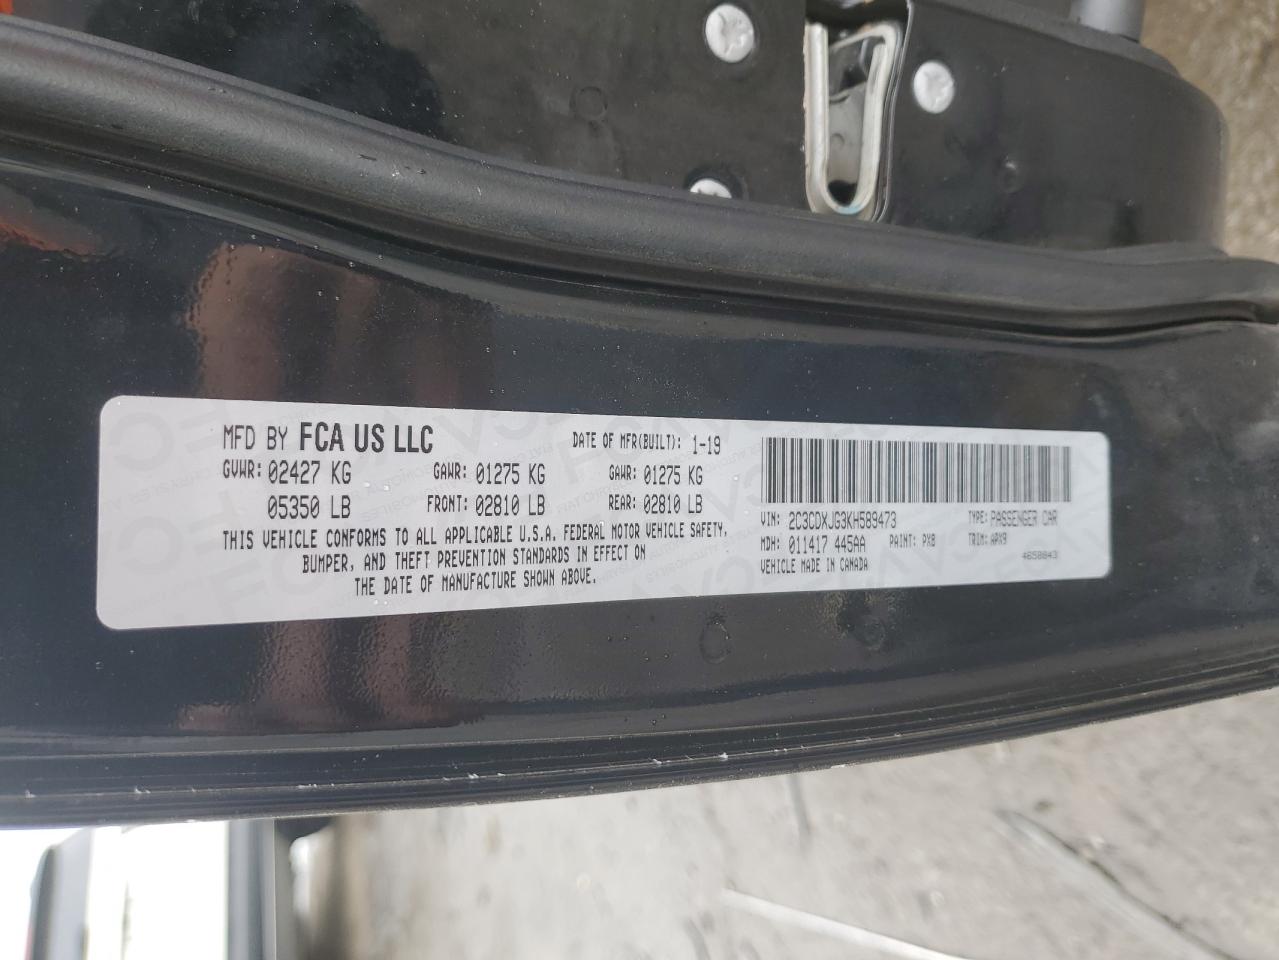 MFD BY FCA US LLC
DATE OF MFR(BUILT): 1-19
GVWR: 02427 KG GAWR: 01275 KG GAWR: 01275 KG
05350 LB FRONT: 02810 LB REAR: 02810 LB
THIS VEHICLE CONFORMS TO ALL APPLICABLE U.S.A. FEDERAL MOTOR VEHICLE SAFETY,
BUMPER, AND THEFT PREVENTION STANDARDS IN EFFECT ON
THE DATE OF MANUFACTURE SHOWN ABOVE.
VIN: 2C3CDXJG3KH589473 TYPE: PASSENGER CAR
MDH: 011417 445AA PAINT: PX8 TRIM: APX9
VEHICLE MADE IN CANADA 4658843